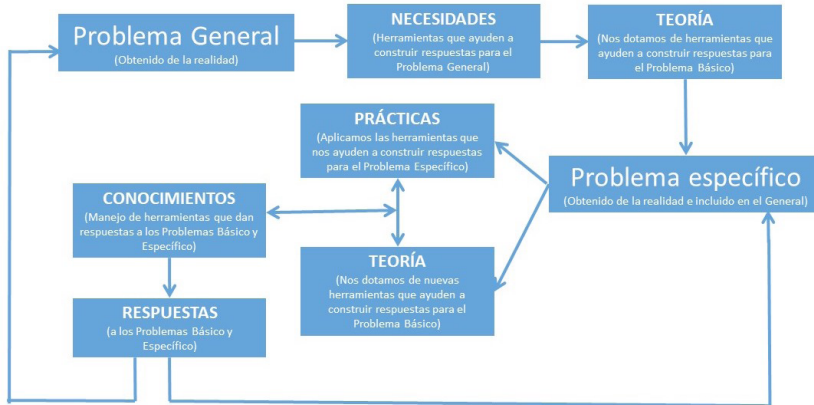 Problema General
(Obtenido de la realidad)
NECESIDADES
(Herramientas que ayuden a
construir respuestas para el
Problema General)
TEORÍA
(Nos dotamos de herramientas que
ayuden a construir respuestas para
el Problema Básico)
PRÁCTICAS
(Aplicamos las herramientas que
nos ayuden a construir respuestas
para el Problema Específico)
Problema específico
(Obtenido de la realidad e incluido en el General)
CONOCIMIENTOS
(Manejo de herramientas que dan
respuestas a los Problemas Básico y
Específico)
TEORÍA
(Nos dotamos de nuevas
herramientas que ayuden a
construir respuestas para el
Problema Básico)
RESPUESTAS
(a los Problemas Básico y
Específico)